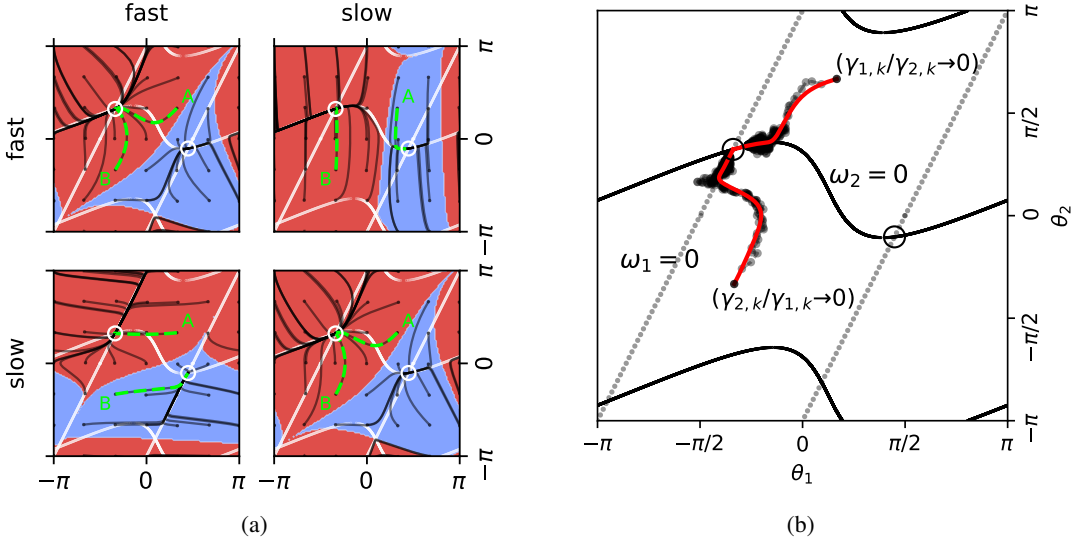 fast
slow
fast
A
B
A
B
π
0
−π
slow
A
B
A
B
π
0
−π
−π
0
π
−π
0
π
(a)
(γ1,k/γ2,k→0)
ω2 = 0
ω1 = 0
(γ2,k/γ1,k→0)
π
π/2
0
−π/2
−π
θ2
−π
−π/2
0
π/2
π
θ1
(b)